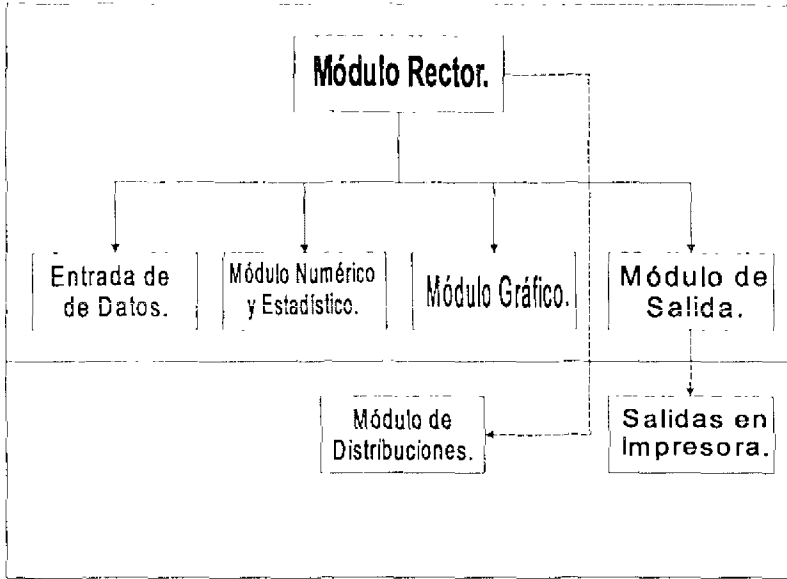 Módulo Rector.
Entrada de
de Datos.
Módulo Numérico
y Estadístico.
Módulo Gráfico.
Módulo de
Salida.
Módulo de
Distribuciones.
Salidas en
Impresora.